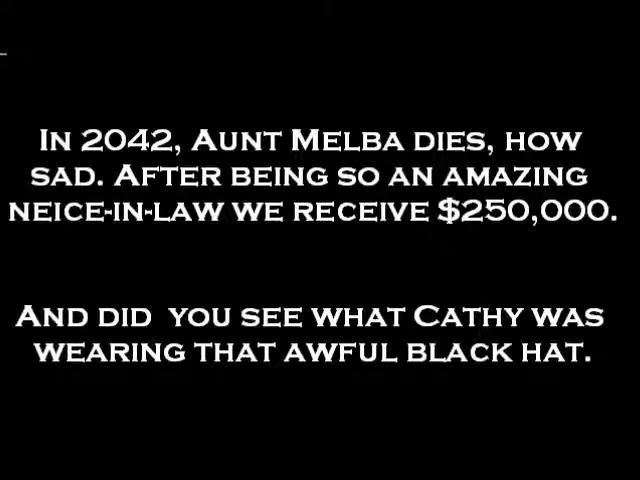 In 2042, Aunt Melba dies, how
sad. After being so an amazing
neice-in-law we receive $250,000.
And did you see what Cathy was
wearing that awful black hat.